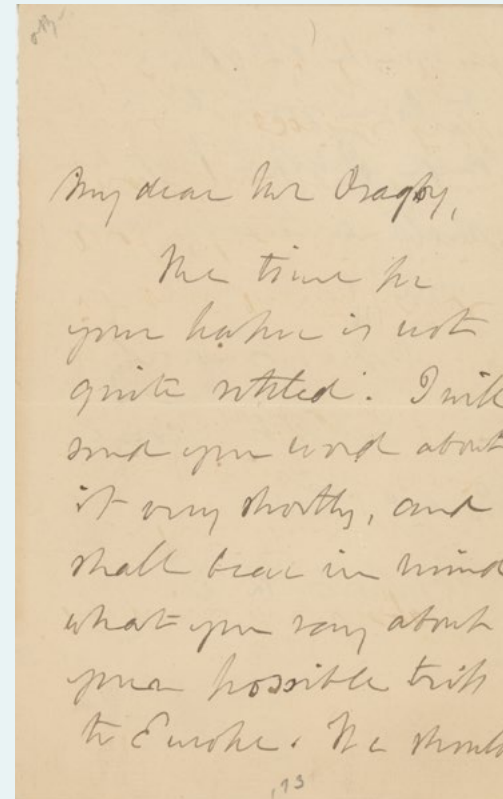 My dear Mr
The time for
your paper is not
quite settled. I will
send you word about
it very shortly, and
shall bear in mind
what you say about
your possible trip
to Europe. We should
,93